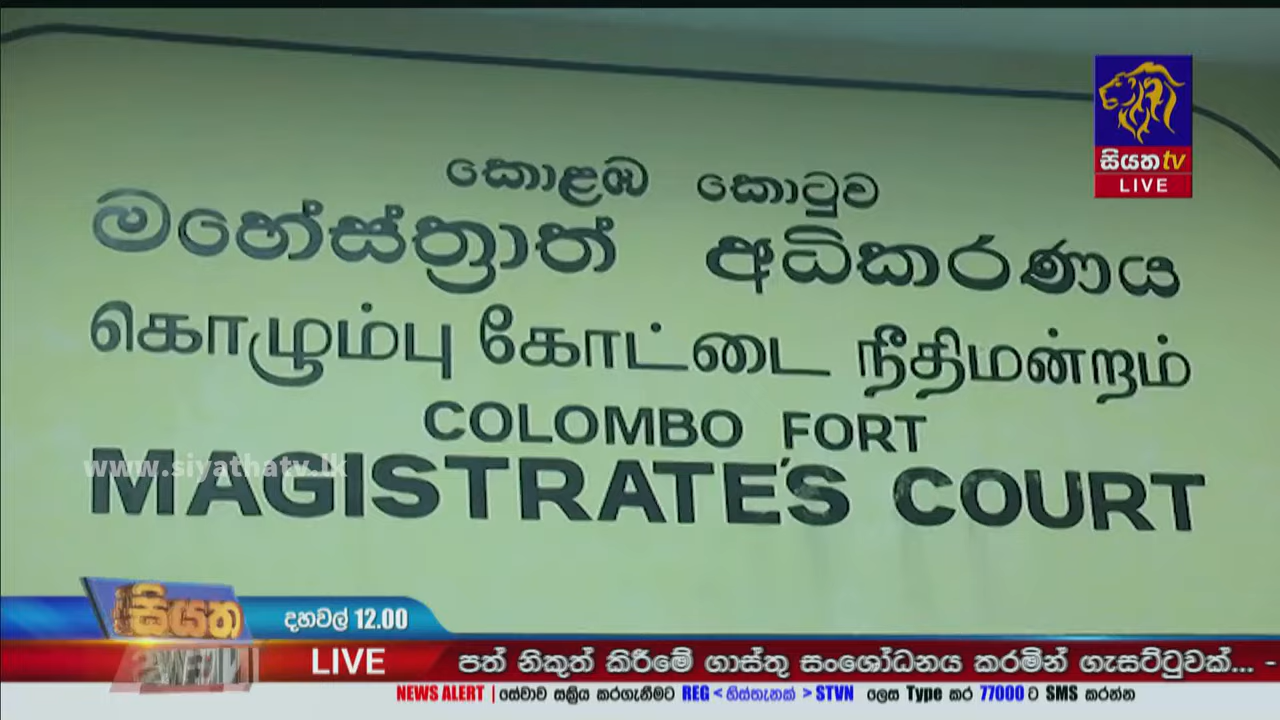 සියත tv
LIVE
කොළඹ කොටුව
මහේස්ත්‍රාත් අධිකරණය
கொழும்பு கோட்டை நீதிமன்றம்
COLOMBO FORT
MAGISTRATE'S COURT
www.siyathatv.lk
සියත
දහවල් 12.00
LIVE
පත් නිකුත් කිරීමේ ගාස්තු සංශෝධනය කරමින් ගැසට්ටුවක්... -
NEWS ALERT | සේවාව සක්‍රිය කරගැනීමට REG < හිස්තැනක් > STVN ලෙස Type කර 77000 ට SMS කරන්න